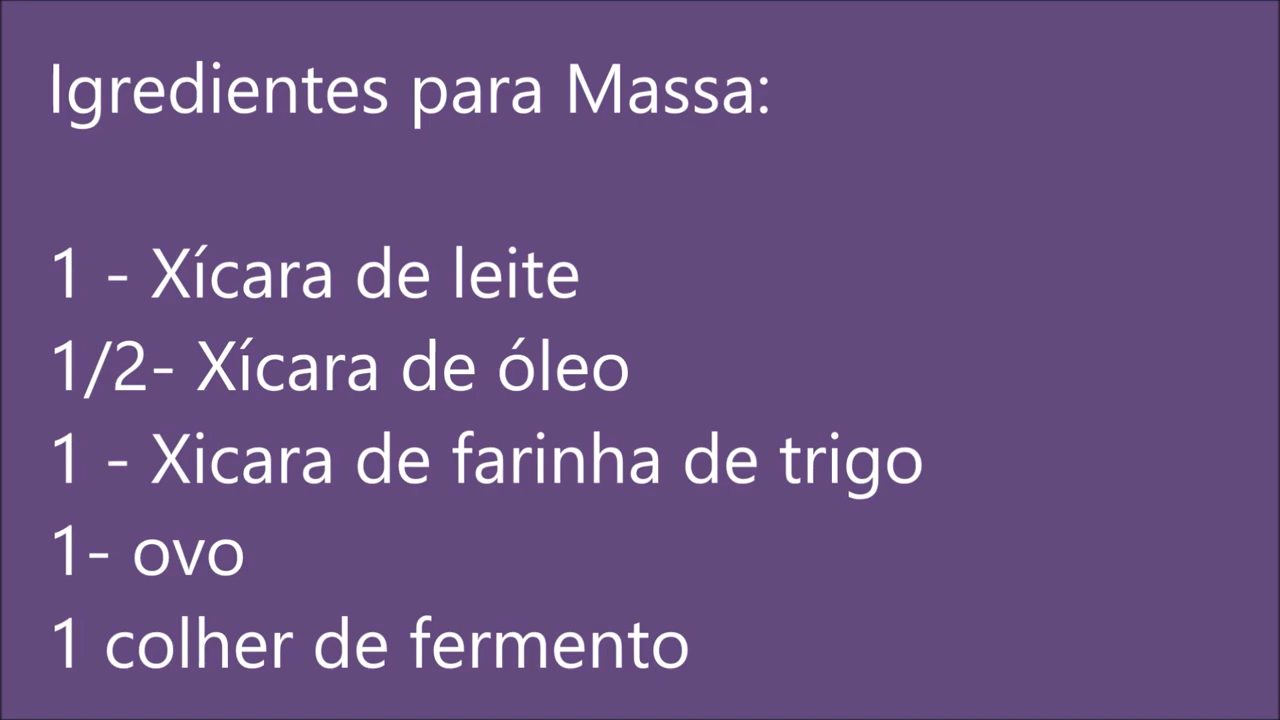 Igredientes para Massa:
1 - Xícara de leite
1/2- Xícara de óleo
1 - Xicara de farinha de trigo
1- ovo
1 colher de fermento